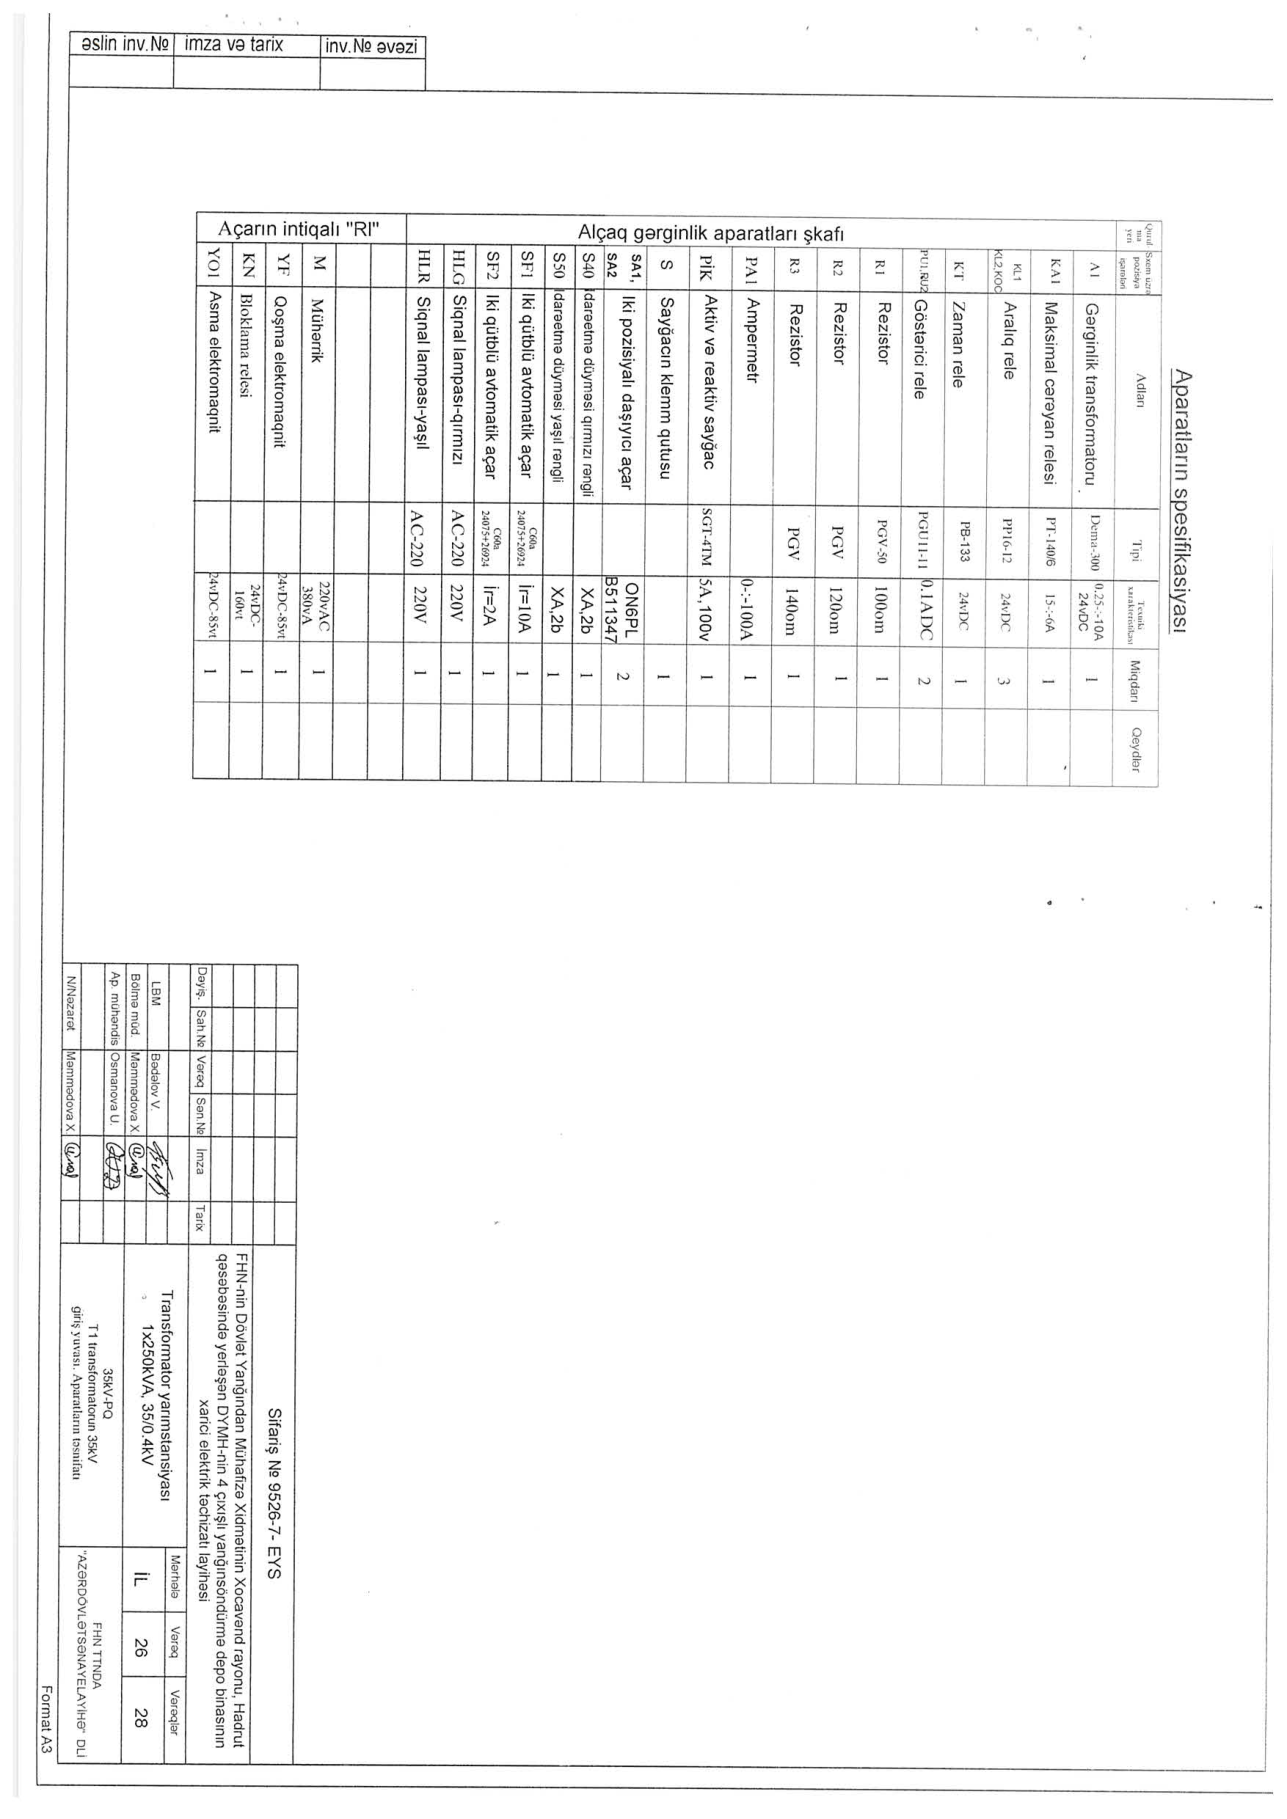 əslin inv.№ imza və tarix inv.№ əvəzi
Aparatların spesifikasiyası
Qurulma yeri Sxem üzrə pozisiya işarələri Adları Tipi Texniki xarakteristikası Miqdarı Qeydlər
Alçaq gərginlik aparatları şkafı
A1 Gərginlik transformatoru Dema-300 0.25-:-10A 24vDC 1
KA1 Maksimal cərəyan relesi PT-140/6 15-:-6A 1
KL1 KL2,KQC Aralıq rele PP16-12 24vDC 3
KT Zaman rele PB-133 24vDC 1
PU1,RU2 Göstərici rele PGU11-11 0.1ADC 2
R1 Rezistor PGV-50 100om 1
R2 Rezistor PGV 120om 1
R3 Rezistor PGV 140om 1
PA1 Ampermetr 0-:-100A 1
PİK Aktiv və reaktiv sayğac SGT-4TM 5A,100v 1
S Sayğacın klemm qutusu 1
SA1, SA2 Iki pozisiyalı daşıyıcı açar ON6PL B511347 2
S40 Idarəetmə düyməsi qırmızı rəngli XA,2b 1
S50 Idarəetmə düyməsi yaşıl rəngli XA,2b 1
SF1 Iki qütblü avtomatik açar C60a 24075+26924 İr=10A 1
SF2 Iki qütblü avtomatik açar C60a 24075+26924 İr=2A 1
HLG Siqnal lampası-qırmızı AC-220 220V 1
HLR Siqnal lampası-yaşıl AC-220 220V 1
Açarın intiqalı "RI"
M Mühərrik 220vAC 380vA 1
YF Qoşma elektromaqnit 24vDC-85vt 1
KN Bloklama relesi 24vDC-160vt 1
YO1 Asma elektromaqnit 24vDC-85vt 1
Sifariş № 9526-7- EYS
FHN-nin Dövlət Yanğından Mühafizə Xidmətinin Xocavənd rayonu, Hadrut
qəsəbəsində yerləşən DYMH-nin 4 çıxışlı yanğınsöndürmə depo binasının
xarici elektrik təchizatı layihəsi
Dəyiş. Sah.№ Vərəq Sən.№ İmza Tarix
LBM Bədəlov V.
Bölmə müd. Məmmədova X
Ap. mühəndis Osmanova U.
N/Nəzarət Məmmədova X
Transformator yarımstansiyası
1x250kVA, 35/0.4kV
Mərhələ Vərəq Vərəqlər
İL 26 28
35kV-PQ
T1 transformatorun 35kV
giriş yuvası. Aparatların təsnifatı
FHN TTNDA
"AZƏRDÖVLƏTSƏNAYELAYİHƏ" DLİ
Format A3